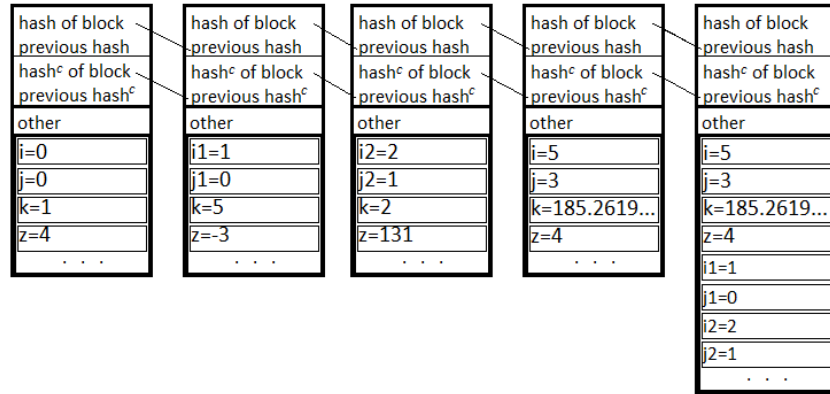 hash of block
previous hash
hashᶜ of block
previous hashᶜ
other
i=0
j=0
k=1
z=4
. . .
hash of block
previous hash
hashᶜ of block
previous hashᶜ
other
i1=1
j1=0
k=5
z=-3
. . .
hash of block
previous hash
hashᶜ of block
previous hashᶜ
other
i2=2
j2=1
k=2
z=131
. . .
hash of block
previous hash
hashᶜ of block
previous hashᶜ
other
i=5
j=3
k=185.2619...
z=4
. . .
hash of block
previous hash
hashᶜ of block
previous hashᶜ
other
i=5
j=3
k=185.2619...
z=4
i1=1
j1=0
i2=2
j2=1
. . .